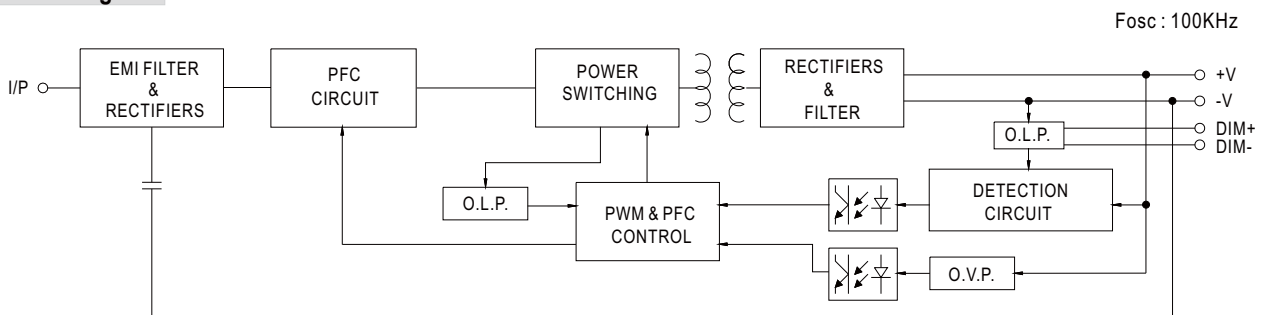 Fosc : 100KHz
I/P
EMI FILTER
&
RECTIFIERS
PFC
CIRCUIT
POWER
SWITCHING
RECTIFIERS
&
FILTER
+V
-V
DIM+
DIM-
O.L.P.
O.L.P.
PWM & PFC
CONTROL
DETECTION
CIRCUIT
O.V.P.